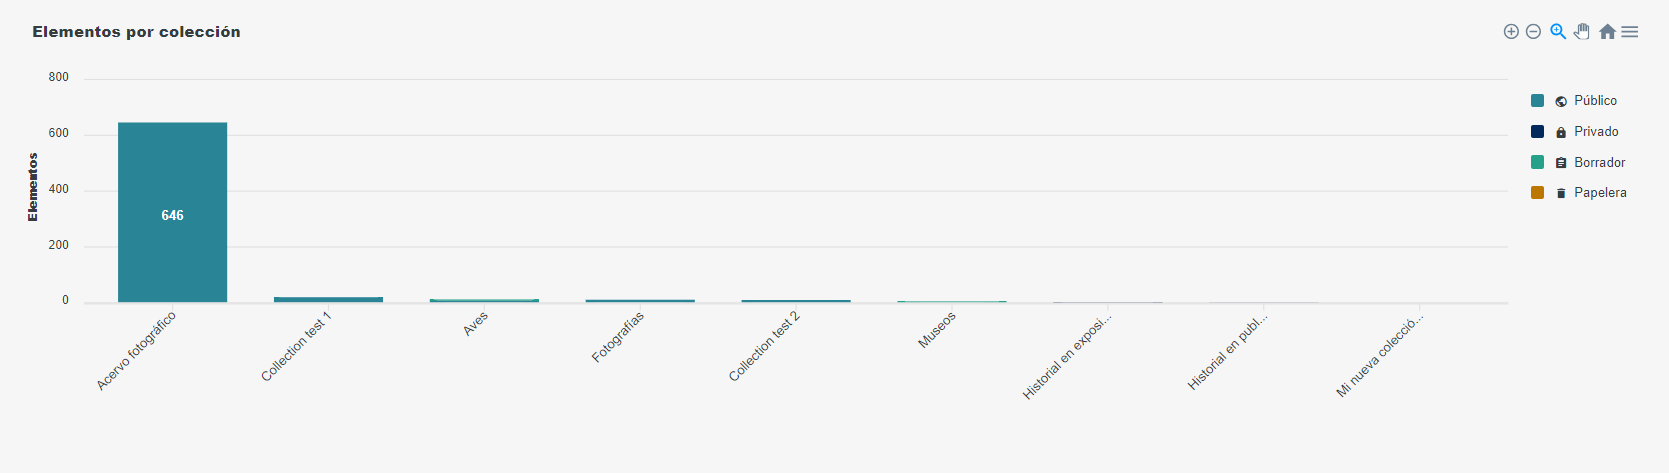 Elementos por colección
800
600
400
200
0
Elementos
646
Acervo fotográfico
Collection test 1
Aves
Fotografías
Collection test 2
Museos
Historial en exposi...
Historial en publ...
Mi nueva colecció...
Público
Privado
Borrador
Papelera